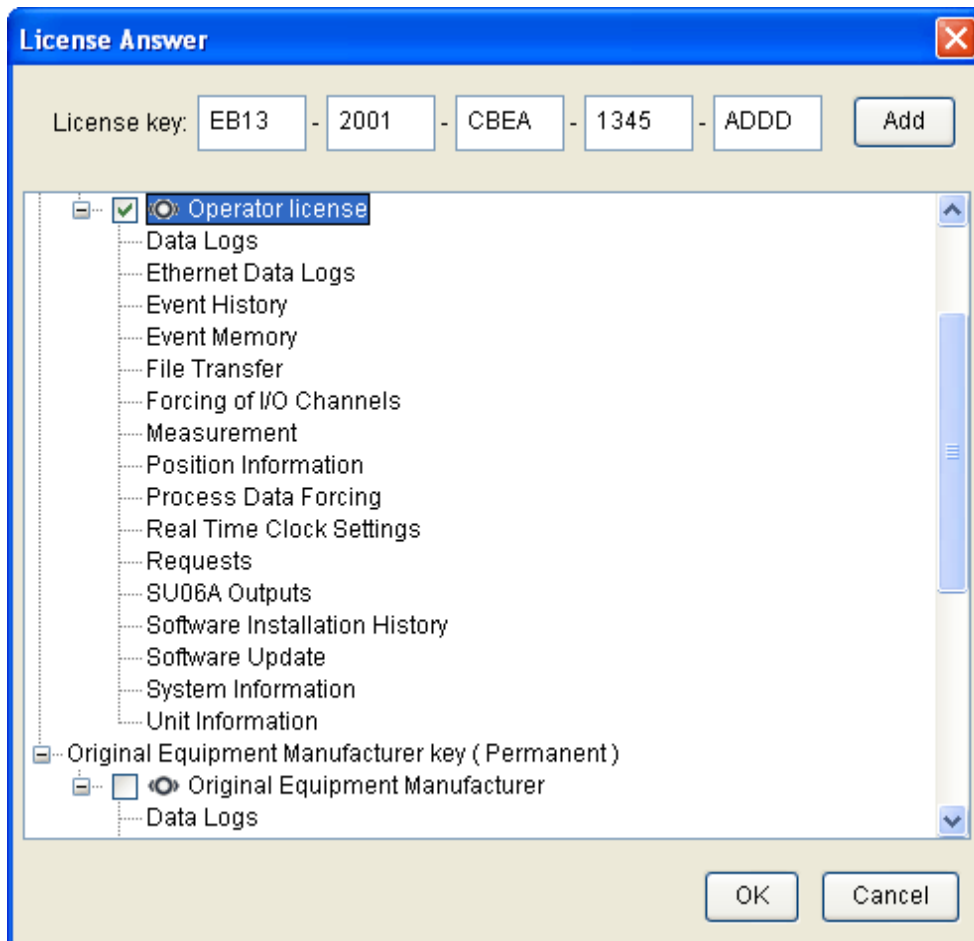 License Answer
License key: EB13 - 2001 - CBEA - 1345 - ADDD Add
Operator license
Data Logs
Ethernet Data Logs
Event History
Event Memory
File Transfer
Forcing of I/O Channels
Measurement
Position Information
Process Data Forcing
Real Time Clock Settings
Requests
SU06A Outputs
Software Installation History
Software Update
System Information
Unit Information
Original Equipment Manufacturer key ( Permanent )
Original Equipment Manufacturer
Data Logs
OK Cancel